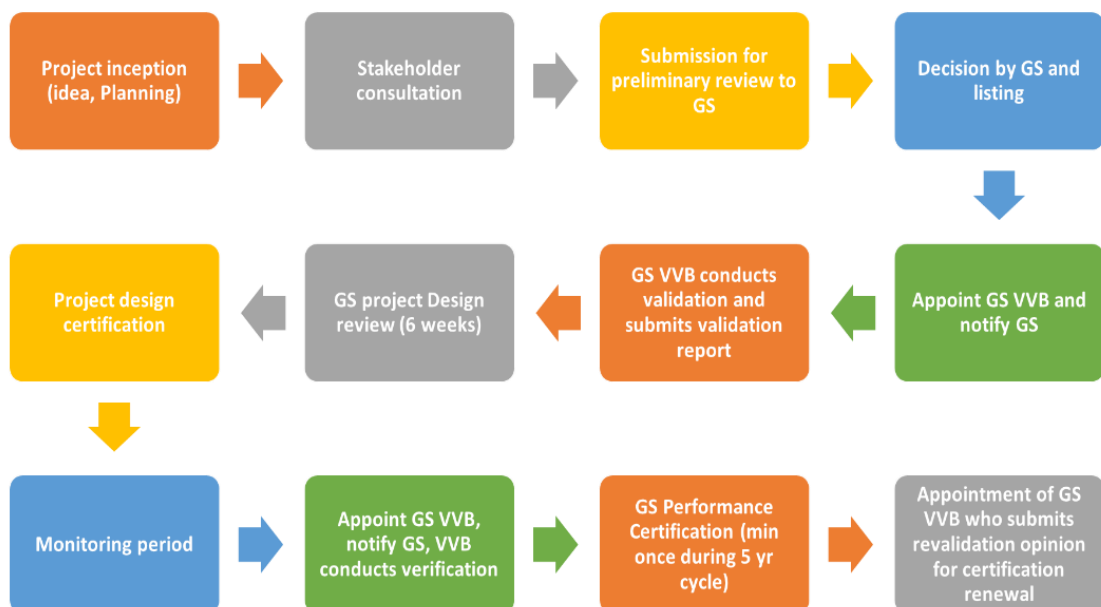 Project inception
(idea, Planning)
Stakeholder
consultation
Submission for
preliminary review to
GS
Decision by GS and
listing
Appoint GS VVB and
notify GS
GS VVB conducts
validation and
submits validation
report
GS project Design
review (6 weeks)
Project design
certification
Monitoring period
Appoint GS VVB,
notify GS, VVB
conducts verification
GS Performance
Certification (min
once during 5 yr
cycle)
Appointment of GS
VVB who submits
revalidation opinion
for certification
renewal